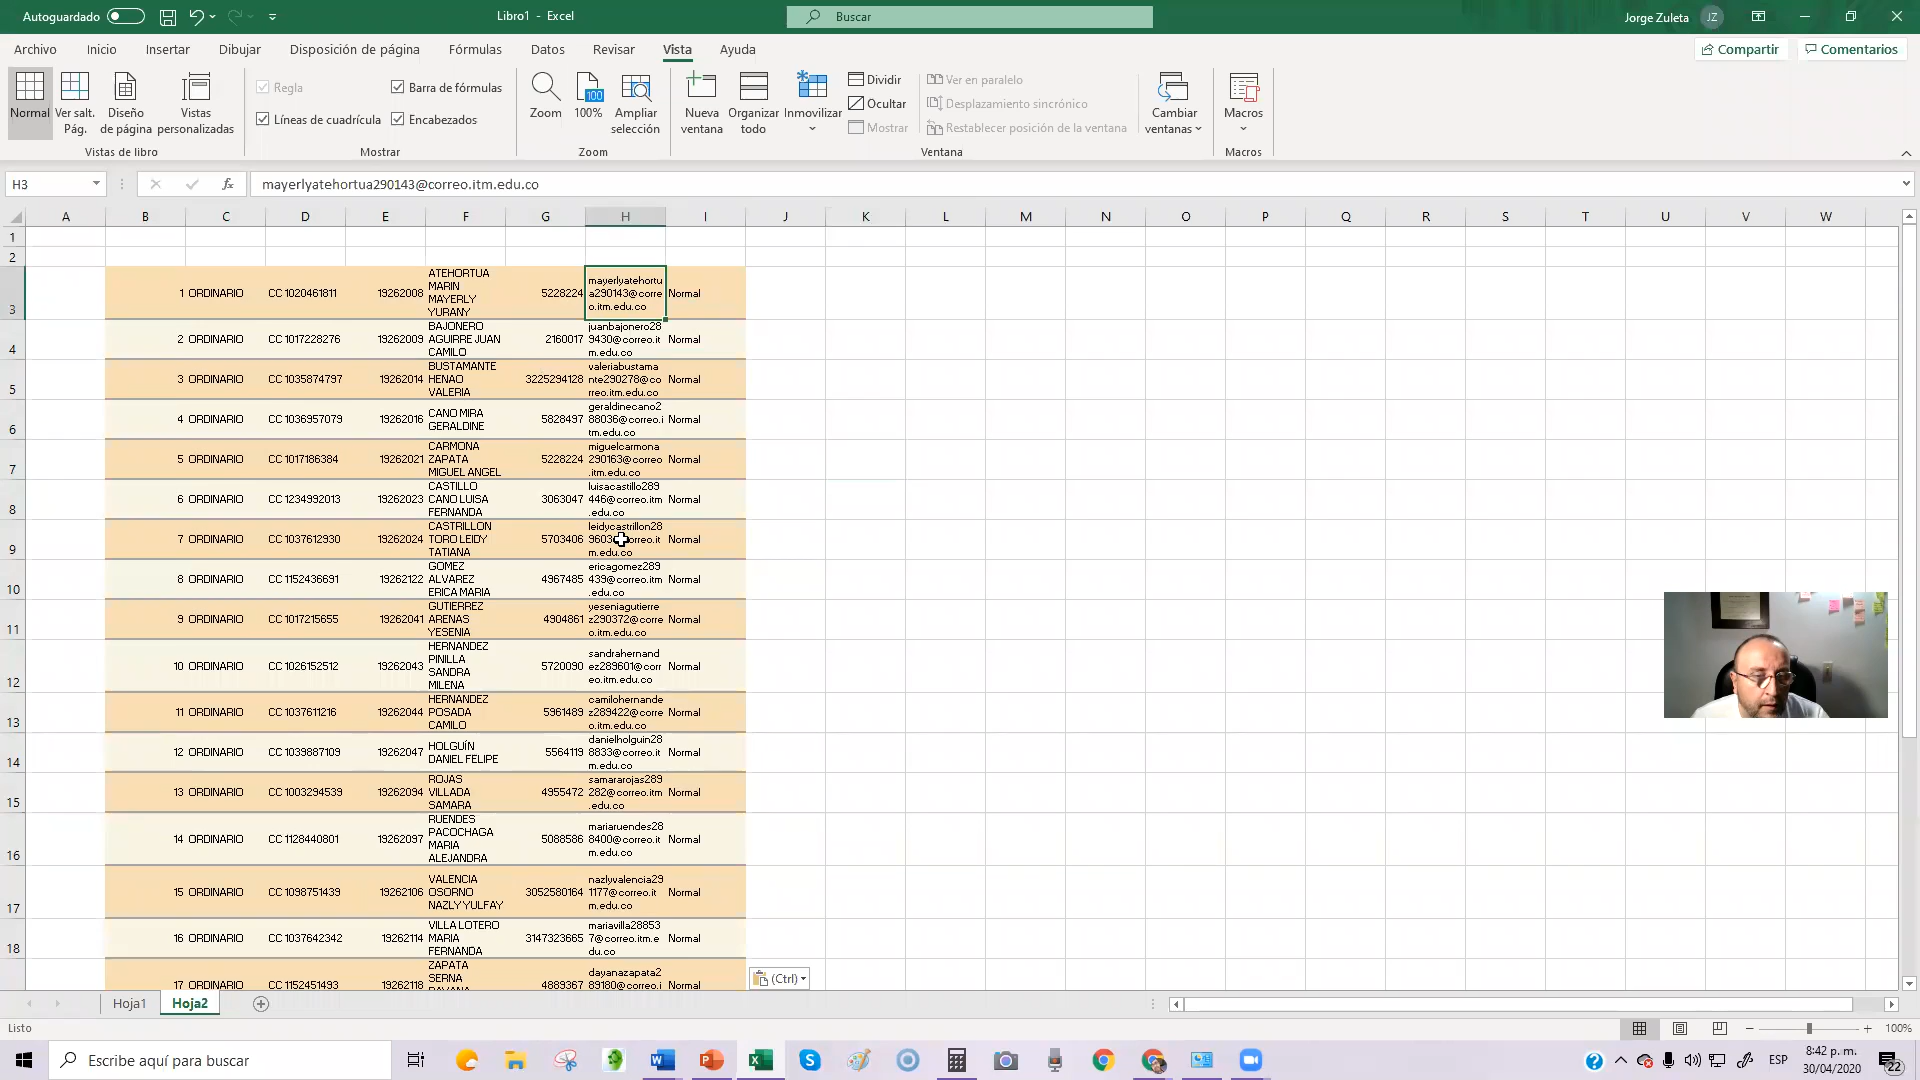 Autoguardado
Libro1 - Excel
Buscar
Jorge Zuleta JZ
Archivo Inicio Insertar Dibujar Disposición de página Fórmulas Datos Revisar Vista Ayuda
Compartir Comentarios
Normal
Ver salt. Pág.
Diseño de página
Vistas personalizadas
Regla
Barra de fórmulas
Líneas de cuadrícula
Encabezados
Zoom
100
100%
Ampliar selección
Nueva ventana
Organizar todo
Inmovilizar
Dividir
Ocultar
Mostrar
Ver en paralelo
Desplazamiento sincrónico
Restablecer posición de la ventana
Cambiar ventanas
Macros
Vistas de libro Mostrar Zoom Ventana Macros
H3 fx mayerlyatehortua290143@correo.itm.edu.co
A B C D E F G H I J K L M N O P Q R S T U V W
1
2
3 1 ORDINARIO CC 1020461811 19262008 ATEHORTUA MARIN MAYERLY YURANY 5228224 mayerlyatehortua290143@correo.itm.edu.co Normal
4 2 ORDINARIO CC 1017228276 19262009 BAJONERO AGUIRRE JUAN CAMILO 2160017 juanbajonero289430@correo.itm.edu.co Normal
5 3 ORDINARIO CC 1035874797 19262014 BUSTAMANTE HENAO VALERIA 3225294128 valeriabustamante290278@correo.itm.edu.co Normal
6 4 ORDINARIO CC 1036957079 19262016 CANO MIRA GERALDINE 5828497 geraldinecano288036@correo.itm.edu.co Normal
7 5 ORDINARIO CC 1017186384 19262021 CARMONA ZAPATA MIGUEL ANGEL 5228224 miguelcarmona290163@correo.itm.edu.co Normal
8 6 ORDINARIO CC 1234992013 19262023 CASTILLO CANO LUISA FERNANDA 3063047 luisacastillo289446@correo.itm.edu.co Normal
9 7 ORDINARIO CC 1037612930 19262024 CASTRILLON TORO LEIDY TATIANA 5703406 leidycastrillon289603 orreo.itm.edu.co Normal
10 8 ORDINARIO CC 1152436691 19262122 GOMEZ ALVAREZ ERICA MARIA 4967485 ericagomez289439@correo.itm.edu.co Normal
11 9 ORDINARIO CC 1017215655 19262041 GUTIERREZ ARENAS YESENIA 4904861 yeseniagutierrez290372@correo.itm.edu.co Normal
12 10 ORDINARIO CC 1026152512 19262043 HERNANDEZ PINILLA SANDRA MILENA 5720090 sandrahernandez289601@correo.itm.edu.co Normal
13 11 ORDINARIO CC 1037611216 19262044 HERNANDEZ POSADA CAMILO 5961489 camilohernandez289422@correo.itm.edu.co Normal
14 12 ORDINARIO CC 1039887109 19262047 HOLGUÍN DANIEL FELIPE 5564119 danielholguin288833@correo.itm.edu.co Normal
15 13 ORDINARIO CC 1003294539 19262094 ROJAS VILLADA SAMARA 4955472 samararojas289282@correo.itm.edu.co Normal
16 14 ORDINARIO CC 1128440801 19262097 RUENDES PACOCHAGA MARIA ALEJANDRA 5088586 mariaruendes288400@correo.itm.edu.co Normal
17 15 ORDINARIO CC 1098751439 19262106 VALENCIA OSORNO NAZLY YULFAY 3052580164 nazlyvalencia291177@correo.itm.edu.co Normal
18 16 ORDINARIO CC 1037642342 19262114 VILLA LOTERO MARIA FERNANDA 3147323665 mariavilla288537@correo.itm.edu.co Normal
17 ORDINARIO CC 1152451493 19262118 ZAPATA SERNA 4889367 dayanazapata289180@correo.i Normal
(Ctrl)
Hoja1 Hoja2
Listo
100%
Escribe aquí para buscar
ESP
8:42 p. m.
30/04/2020
22